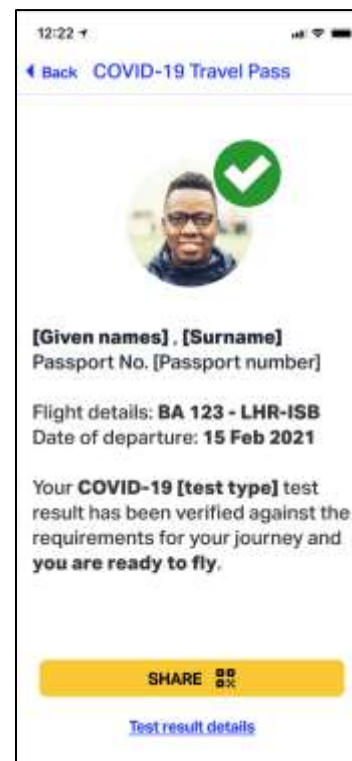 12:22
Back COVID-19 Travel Pass
[Given names] , [Surname]
Passport No. [Passport number]
Flight details: BA 123 - LHR-ISB
Date of departure: 15 Feb 2021
Your COVID-19 [test type] test
result has been verified against the
requirements for your journey and
you are ready to fly.
SHARE
Test result details